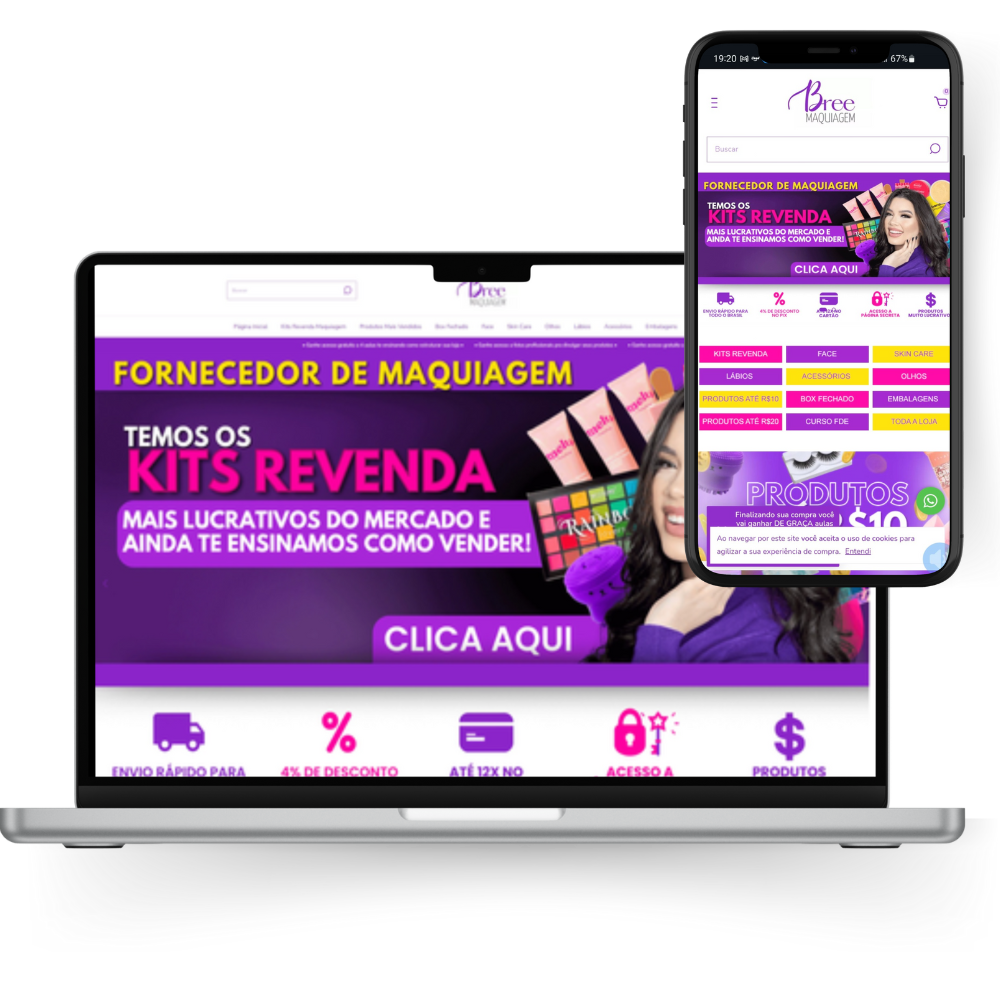 19:20
67%
Bree
MAQUIAGEM
0
Buscar
FORNECEDOR DE MAQUIAGEM
TEMOS OS
KITS REVENDA
MAIS LUCRATIVOS DO MERCADO E
AINDA TE ENSINAMOS COMO VENDER!
CLICA AQUI
ENVIO RÁPIDO PARA
TODO O BRASIL
4% DE DESCONTO
NO PIX
ATÉ 12X NO
CARTÃO
ACESSO A
PÁGINA SECRETA
PRODUTOS
MUITO LUCRATIVO
KITS REVENDA
FACE
SKIN CARE
LÁBIOS
ACESSÓRIOS
OLHOS
PRODUTOS ATÉ R$10
BOX FECHADO
EMBALAGENS
PRODUTOS ATÉ R$20
CURSO FDE
TODA A LOJA
PRODUTOS
$10
Finalizando sua compra você
vai ganhar DE GRAÇA aulas
Ao navegar por este site você aceita o uso de cookies para
agilizar a sua experiência de compra. Entendi
Buscar
Bree
MAQUIAGEM
Página Inicial Kits Revenda Maquiagem Produtos Mais Vendidos Box Fechado Face Skin Care Olhos Lábios Acessórios Embalagens
FORNECEDOR DE MAQUIAGEM
TEMOS OS
KITS REVENDA
MAIS LUCRATIVOS DO MERCADO E
AINDA TE ENSINAMOS COMO VENDER!
melu
melu
RAINBO
CLICA AQUI
ENVIO RÁPIDO PARA
4% DE DESCONTO
ATÉ 12X NO
ACESSO A
PRODUTOS